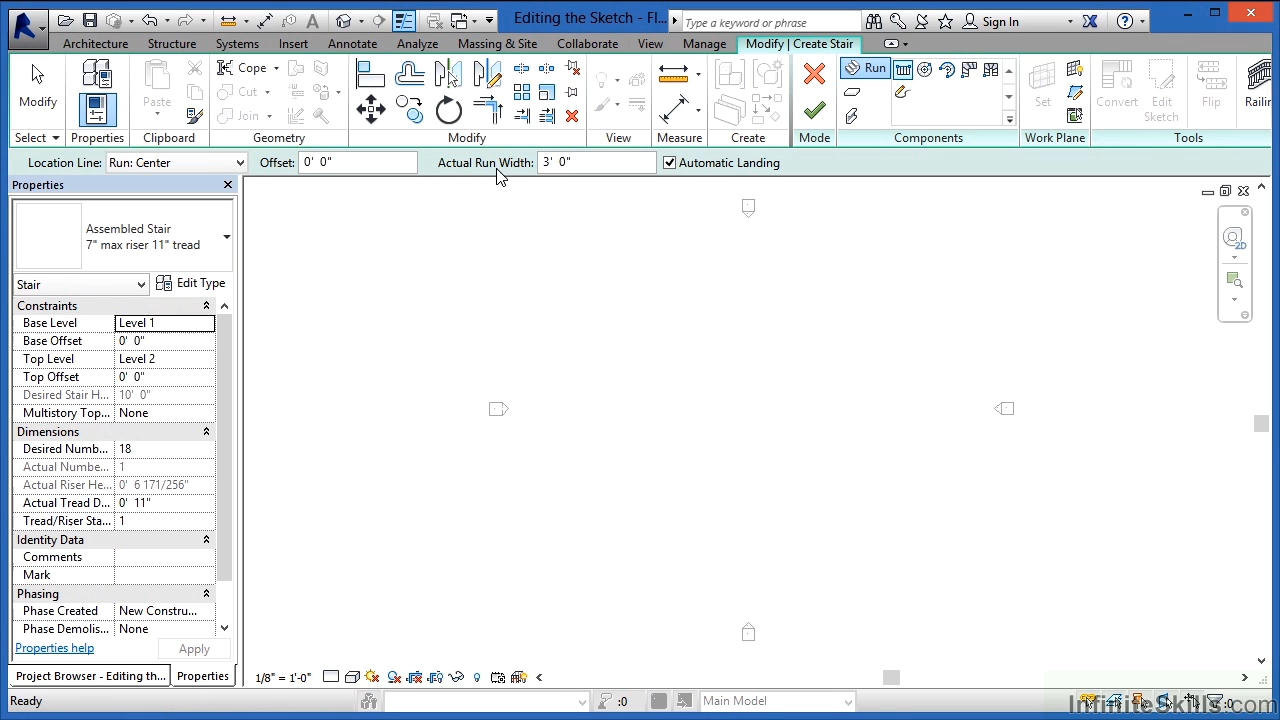 Editing the Sketch - Fl...
Type a keyword or phrase
Sign In
Architecture
Structure
Systems
Insert
Annotate
Analyze
Massing & Site
Collaborate
View
Manage
Modify | Create Stair
Modify
Properties
Paste
Cope
Cut
Join
Run
Set
Convert
Edit
Sketch
Flip
Railin
Select
Properties
Clipboard
Geometry
Modify
View
Measure
Create
Mode
Components
Work Plane
Tools
Location Line: Run: Center
Offset: 0' 0"
Actual Run Width: 3' 0"
Automatic Landing
Properties
Assembled Stair
7" max riser 11" tread
Stair
Edit Type
Constraints
Base Level Level 1
Base Offset 0' 0"
Top Level Level 2
Top Offset 0' 0"
Desired Stair H... 10' 0"
Multistory Top... None
Dimensions
Desired Numb... 18
Actual Numbe... 1
Actual Riser He... 0' 6 171/256"
Actual Tread D... 0' 11"
Tread/Riser Sta... 1
Identity Data
Comments
Mark
Phasing
Phase Created New Constru...
Phase Demolis... None
Properties help
Apply
Project Browser - Editing th...
Properties
1/8" = 1'-0"
2D
Ready
:0
Main Model
:0
InfiniteSkills.com